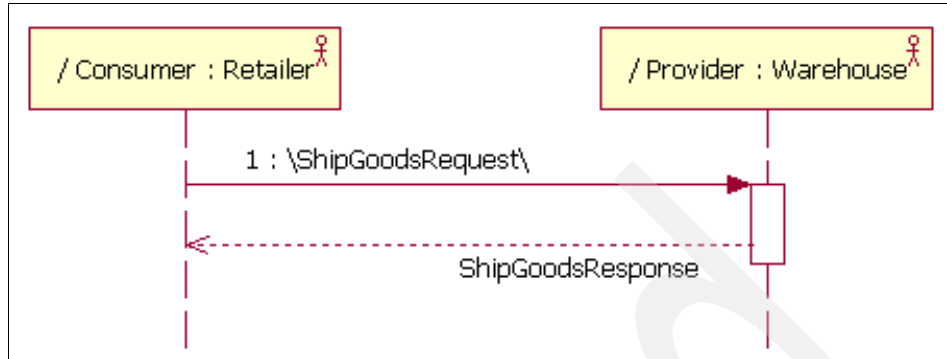 / Consumer : Retailer
/ Provider : Warehouse
1 : \ShipGoodsRequest\
ShipGoodsResponse